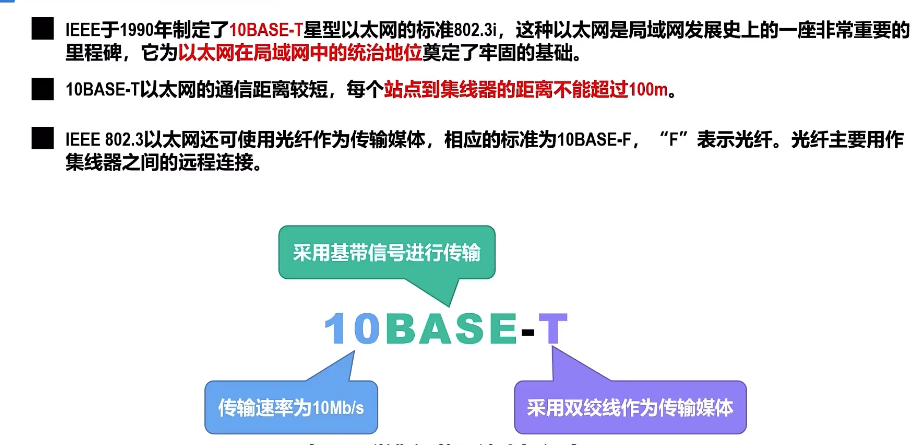 IEEE于1990年制定了10BASE-T星型以太网的标准802.3i，这种以太网是局域网发展史上的一座非常重要的
里程碑，它为以太网在局域网中的统治地位奠定了牢固的基础。
10BASE-T以太网的通信距离较短，每个站点到集线器的距离不能超过100m。
IEEE 802.3以太网还可使用光纤作为传输媒体，相应的标准为10BASE-F，“F”表示光纤。光纤主要用作
集线器之间的远程连接。
采用基带信号进行传输
10BASE-T
传输速率为10Mb/s
采用双绞线作为传输媒体